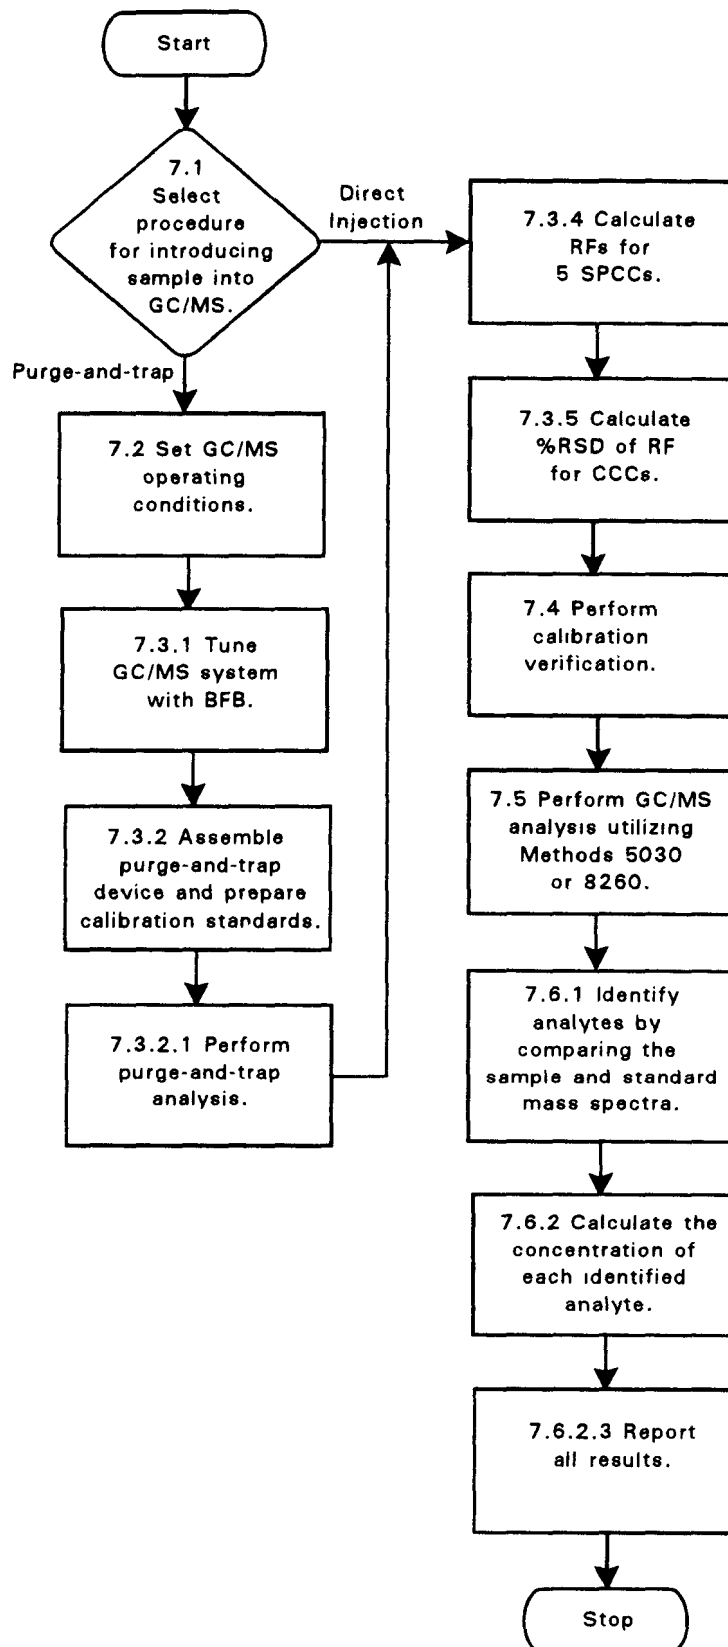 Start
7.1
Select
procedure
for introducing
sample into
GC/MS.
Direct
Injection
Purge-and-trap
7.2 Set GC/MS
operating
conditions.
7.3.1 Tune
GC/MS system
with BFB.
7.3.2 Assemble
purge-and-trap
device and prepare
calibration standards.
7.3.2.1 Perform
purge-and-trap
analysis.
7.3.4 Calculate
RFs for
5 SPCCs.
7.3.5 Calculate
%RSD of RF
for CCCs.
7.4 Perform
calibration
verification.
7.5 Perform GC/MS
analysis utilizing
Methods 5030
or 8260.
7.6.1 Identify
analytes by
comparing the
sample and standard
mass spectra.
7.6.2 Calculate the
concentration of
each identified
analyte.
7.6.2.3 Report
all results.
Stop